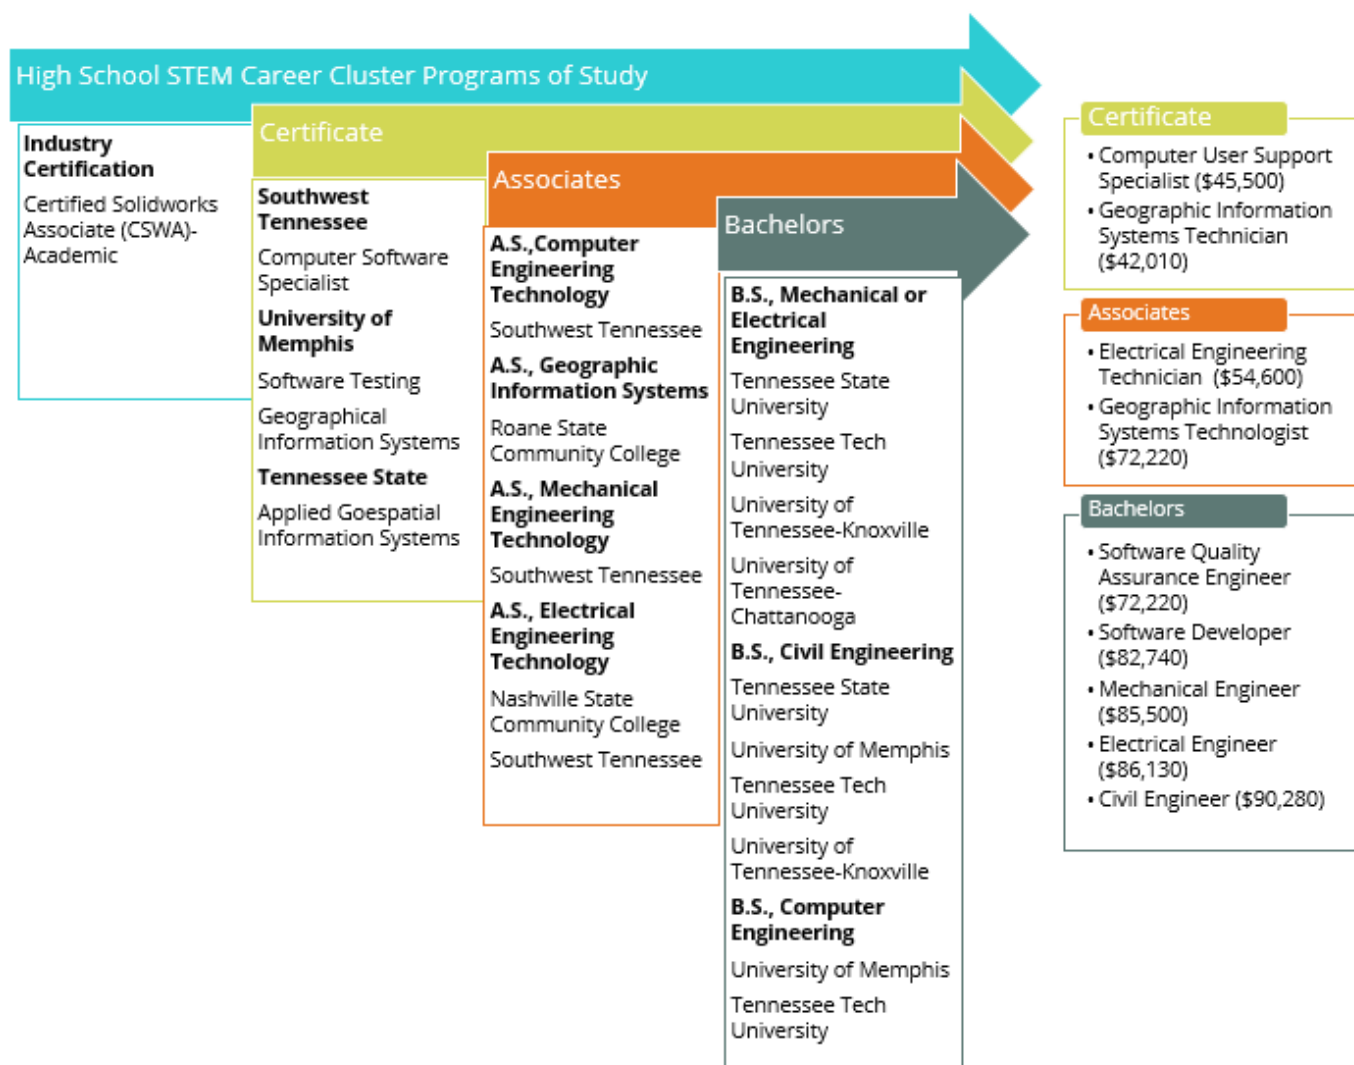 High School STEM Career Cluster Programs of Study
Industry
Certification
Certified Solidworks
Associate (CSWA)-
Academic
Certificate
Southwest
Tennessee
Computer Software
Specialist
University of
Memphis
Software Testing
Geographical
Information Systems
Tennessee State
Applied Goespatial
Information Systems
Associates
A.S.,Computer
Engineering
Technology
Southwest Tennessee
A.S., Geographic
Information Systems
Roane State
Community College
A.S., Mechanical
Engineering
Technology
Southwest Tennessee
A.S., Electrical
Engineering
Technology
Nashville State
Community College
Southwest Tennessee
Bachelors
B.S., Mechanical or
Electrical
Engineering
Tennessee State
University
Tennessee Tech
University
University of
Tennessee-Knoxville
University of
Tennessee-
Chattanooga
B.S., Civil Engineering
Tennessee State
University
University of Memphis
Tennessee Tech
University
University of
Tennessee-Knoxville
B.S., Computer
Engineering
University of Memphis
Tennessee Tech
University
Certificate
• Computer User Support
Specialist ($45,500)
• Geographic Information
Systems Technician
($42,010)
Associates
• Electrical Engineering
Technician ($54,600)
• Geographic Information
Systems Technologist
($72,220)
Bachelors
• Software Quality
Assurance Engineer
($72,220)
• Software Developer
($82,740)
• Mechanical Engineer
($85,500)
• Electrical Engineer
($86,130)
• Civil Engineer ($90,280)